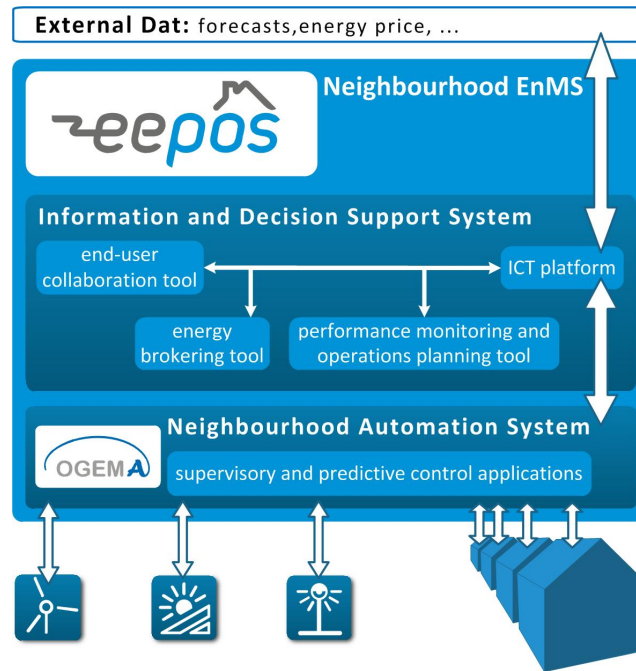 External Dat: forecasts,energy price, ...
Neighbourhood EnMS
eepos
Information and Decision Support System
end-user
collaboration tool
ICT platform
energy
brokering tool
performance monitoring and
operations planning tool
Neighbourhood Automation System
OGEMA
supervisory and predictive control applications